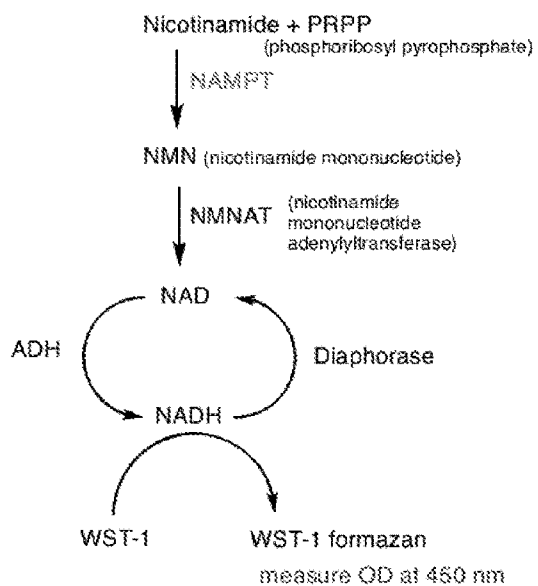 Nicotinamide + PRPP
(phosphoribosyl pyrophosphate)
NAMPT
NMN (nicotinamide mononucleotide)
NMNAT (nicotinamide
mononucleotide
adenylyltransferase)
NAD
ADH
Diaphorase
NADH
WST-1
WST-1 formazan
measure OD at 450 nm